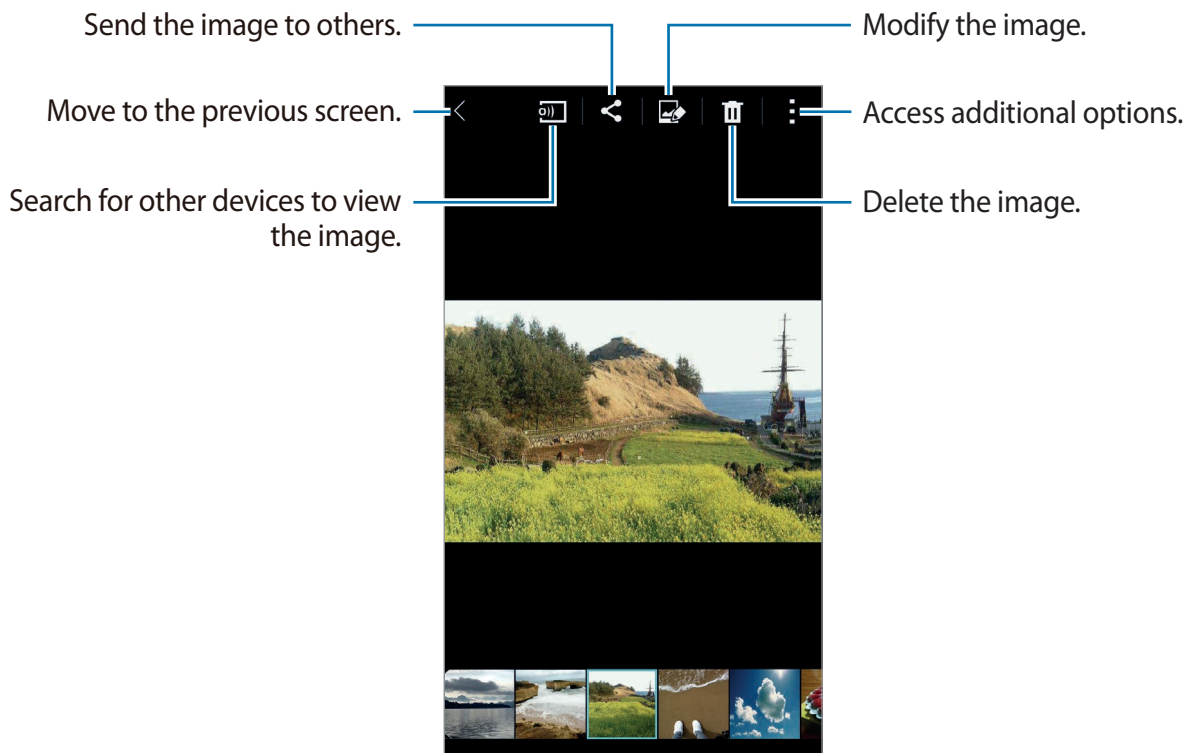 Send the image to others.
Modify the image.
Move to the previous screen.
Access additional options.
Search for other devices to view
the image.
Delete the image.